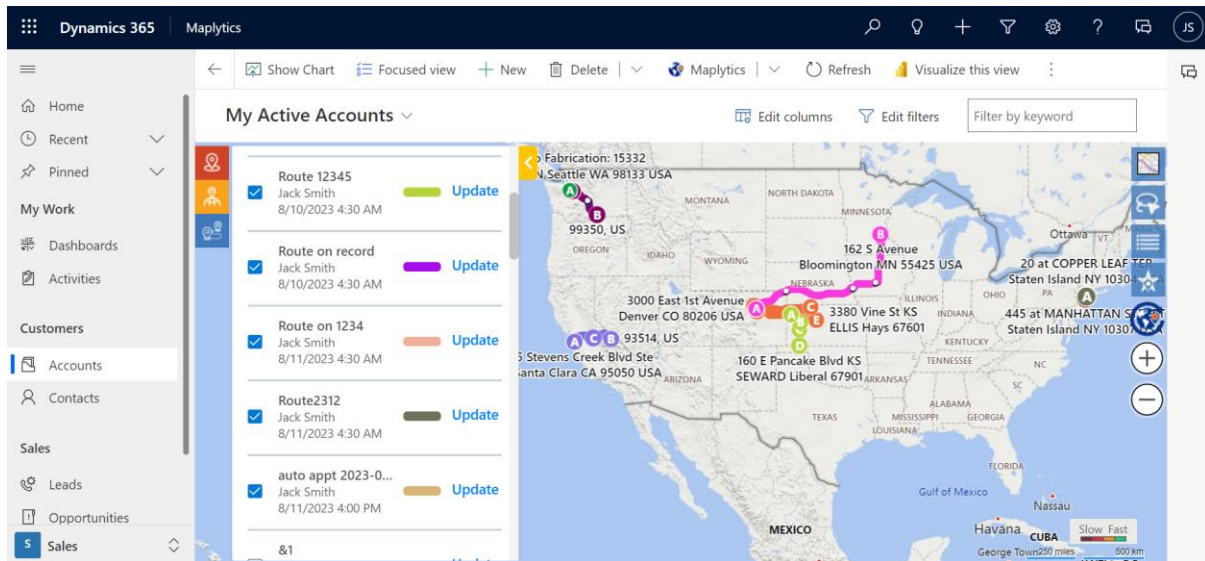 Dynamics 365 Maplytics JS
Show Chart Focused view New Delete Maplytics Refresh Visualize this view
Home
Recent
Pinned
My Work
Dashboards
Activities
Customers
Accounts
Contacts
Sales
Leads
Opportunities
S Sales
My Active Accounts Edit columns Edit filters Filter by keyword
Route 12345
Jack Smith Update
8/10/2023 4:30 AM
Route on record
Jack Smith Update
8/10/2023 4:30 AM
Route on 1234
Jack Smith Update
8/11/2023 4:30 AM
Route2312
Jack Smith Update
8/11/2023 4:30 AM
auto appt 2023-0...
Jack Smith Update
8/11/2023 4:00 PM
&1
Fabrication: 15332
N Seattle WA 98133 USA
A
B
99350, US
MONTANA
NORTH DAKOTA
MINNESOTA
OREGON
IDAHO
WYOMING
B
162 S Avenue
Bloomington MN 55425 USA
Ottawa
VT
MAINE
20 at COPPER LEAF TER
Staten Island NY 10304
NEBRASKA
ILLINOIS
OHIO
PA
A
3000 East 1st Avenue
Denver CO 80206 USA
A
A
B
C
E
D
3380 Vine St KS
ELLIS Hays 67601
INDIANA
445 at MANHATTAN
Staten Island NY 1030
A C B 93514, US
Stevens Creek Blvd Ste
Santa Clara CA 95050 USA
160 E Pancake Blvd KS
SEWARD Liberal 67901
KENTUCKY
TENNESSEE
NC
ARIZONA
ARKANSAS
SC
TEXAS
MISSISSIPPI
ALABAMA
GEORGIA
LOUISIANA
FLORIDA
Gulf of Mexico
Nassau
MEXICO
Havana
CUBA
Slow Fast
George Town
250 miles 500 km